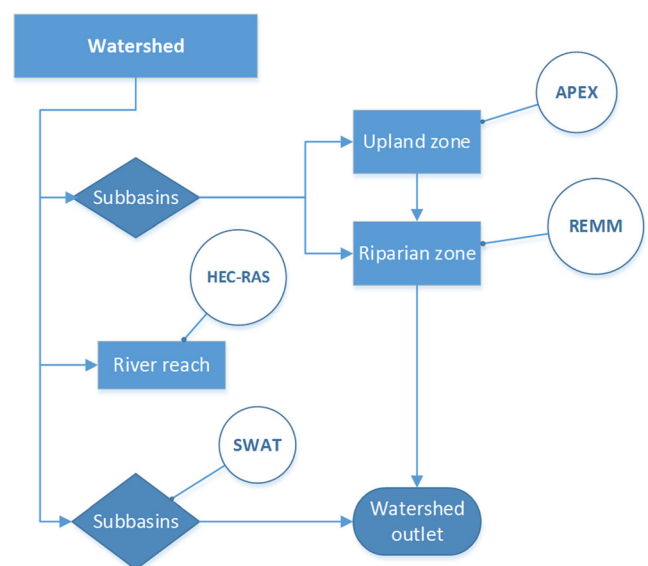 Watershed
APEX
Upland zone
Subbasins
REMM
Riparian zone
HEC-RAS
River reach
SWAT
Subbasins
Watershed
outlet